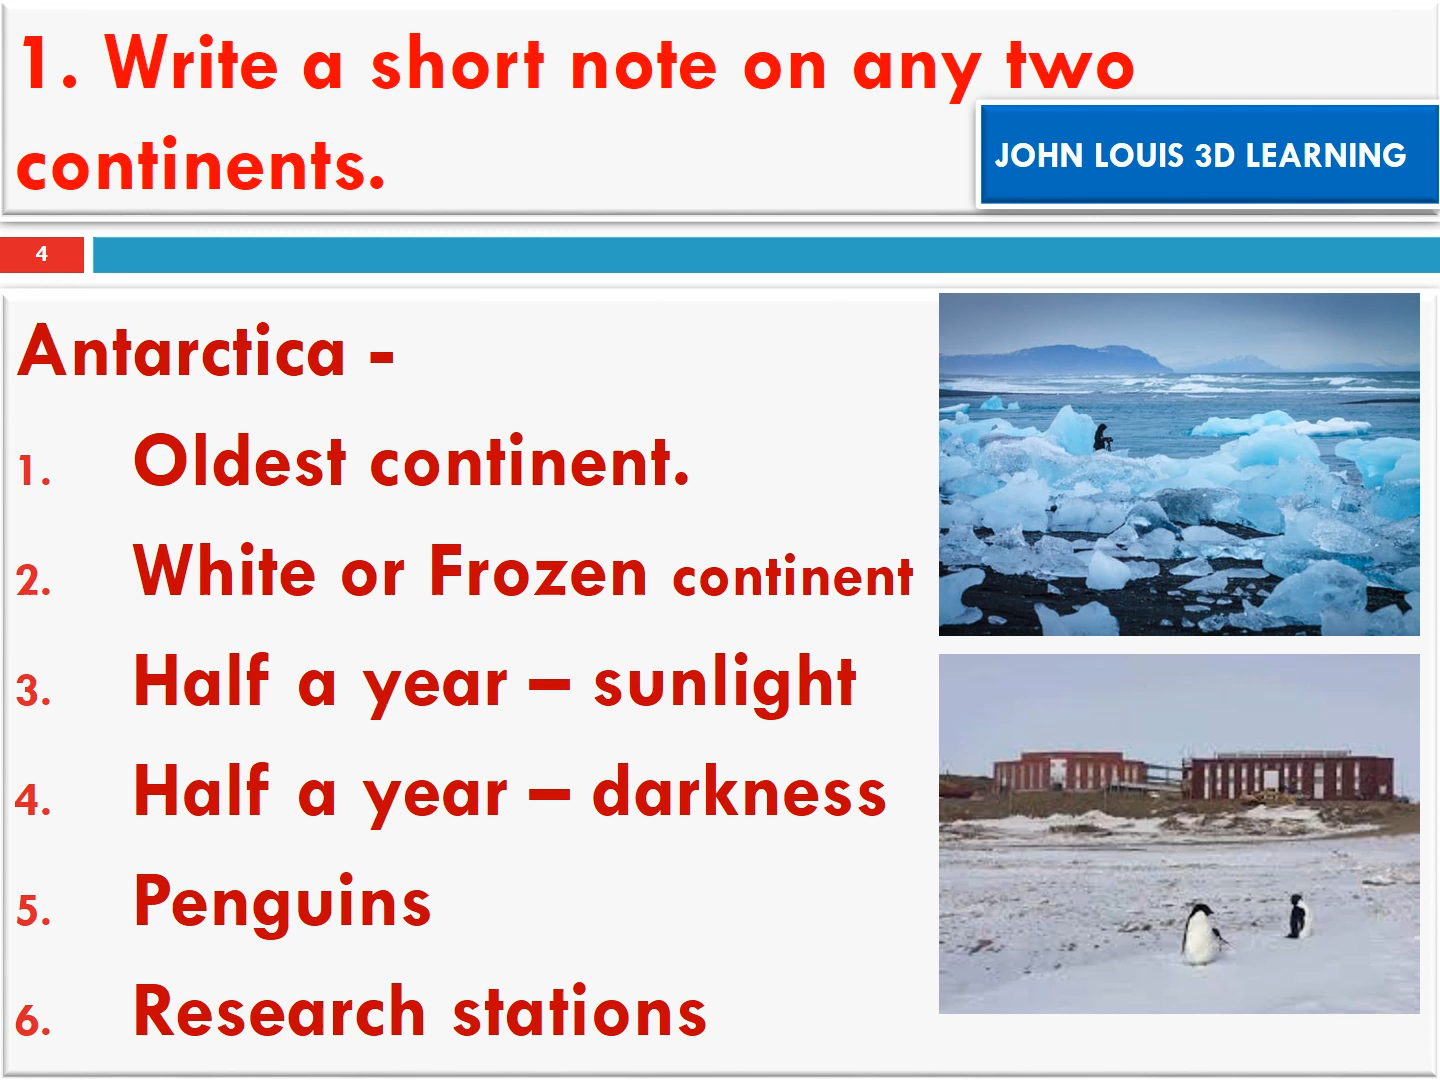 1. Write a short note on any two
continents.
JOHN LOUIS 3D LEARNING
4
Antarctica -
1. Oldest continent.
2. White or Frozen continent
3. Half a year – sunlight
4. Half a year – darkness
5. Penguins
6. Research stations